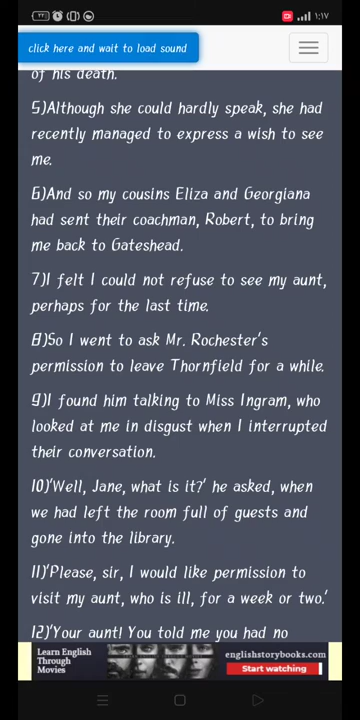 ١:١٧
click here and wait to load sound
of his death.
5)Although she could hardly speak, she had
recently managed to express a wish to see
me.
6)And so my cousins Eliza and Georgiana
had sent their coachman, Robert, to bring
me back to Gateshead.
7)I felt I could not refuse to see my aunt,
perhaps for the last time.
8)So I went to ask Mr. Rochester's
permission to leave Thornfield for a while.
9)I found him talking to Miss Ingram, who
looked at me in disgust when I interrupted
their conversation.
10)'Well, Jane, what is it?' he asked, when
we had left the room full of guests and
gone into the library.
11)'Please, sir, I would like permission to
visit my aunt, who is ill, for a week or two.'
12)'Your aunt! You told me you had no
Learn English
Through
Movies
englishstorybooks.com
Start watching